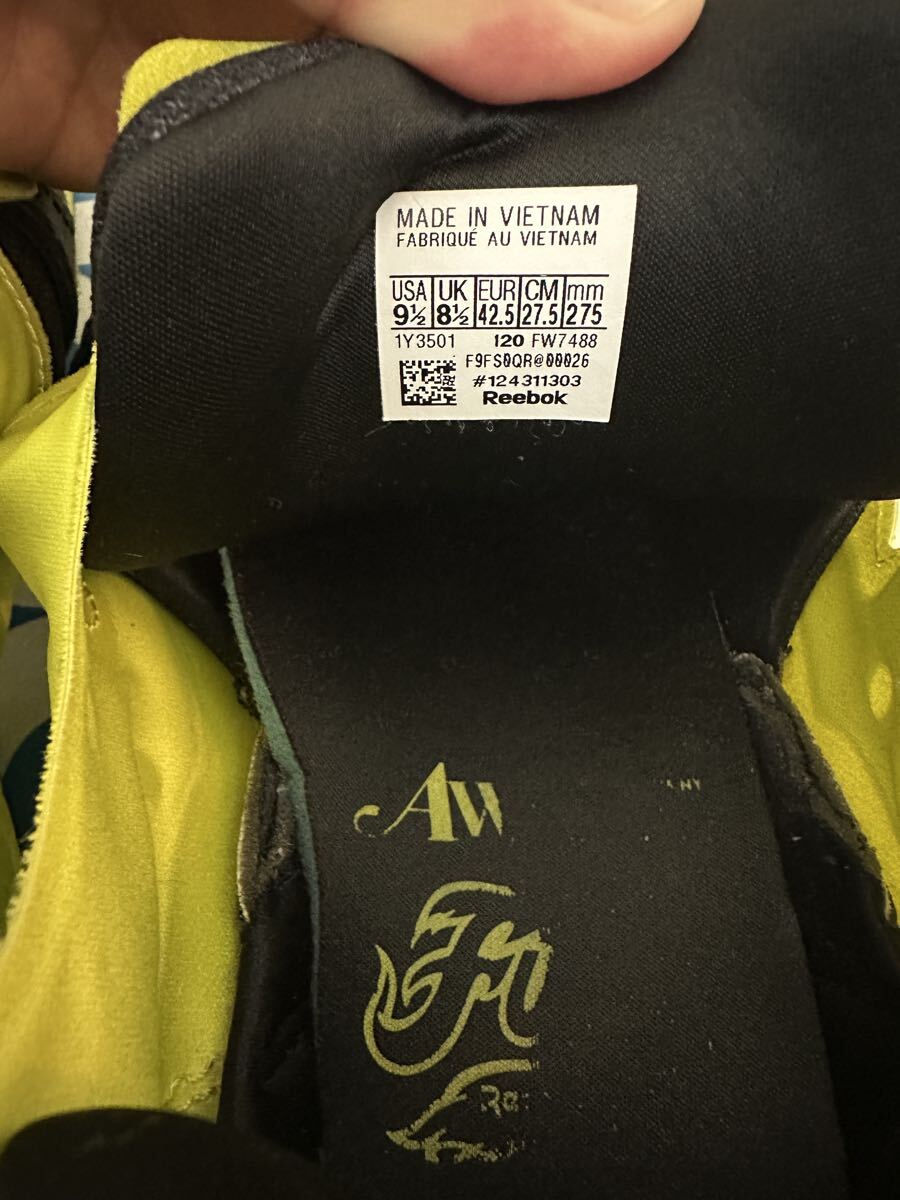 MADE IN VIETNAM
FABRIQUÉ AU VIETNAM
USA UK EUR CM mm
9½ 8½ 42.5 27.5 275
1Y3501 120 FW7488
F9FS0QR@00026
#124311303
Reebok
AW
NY